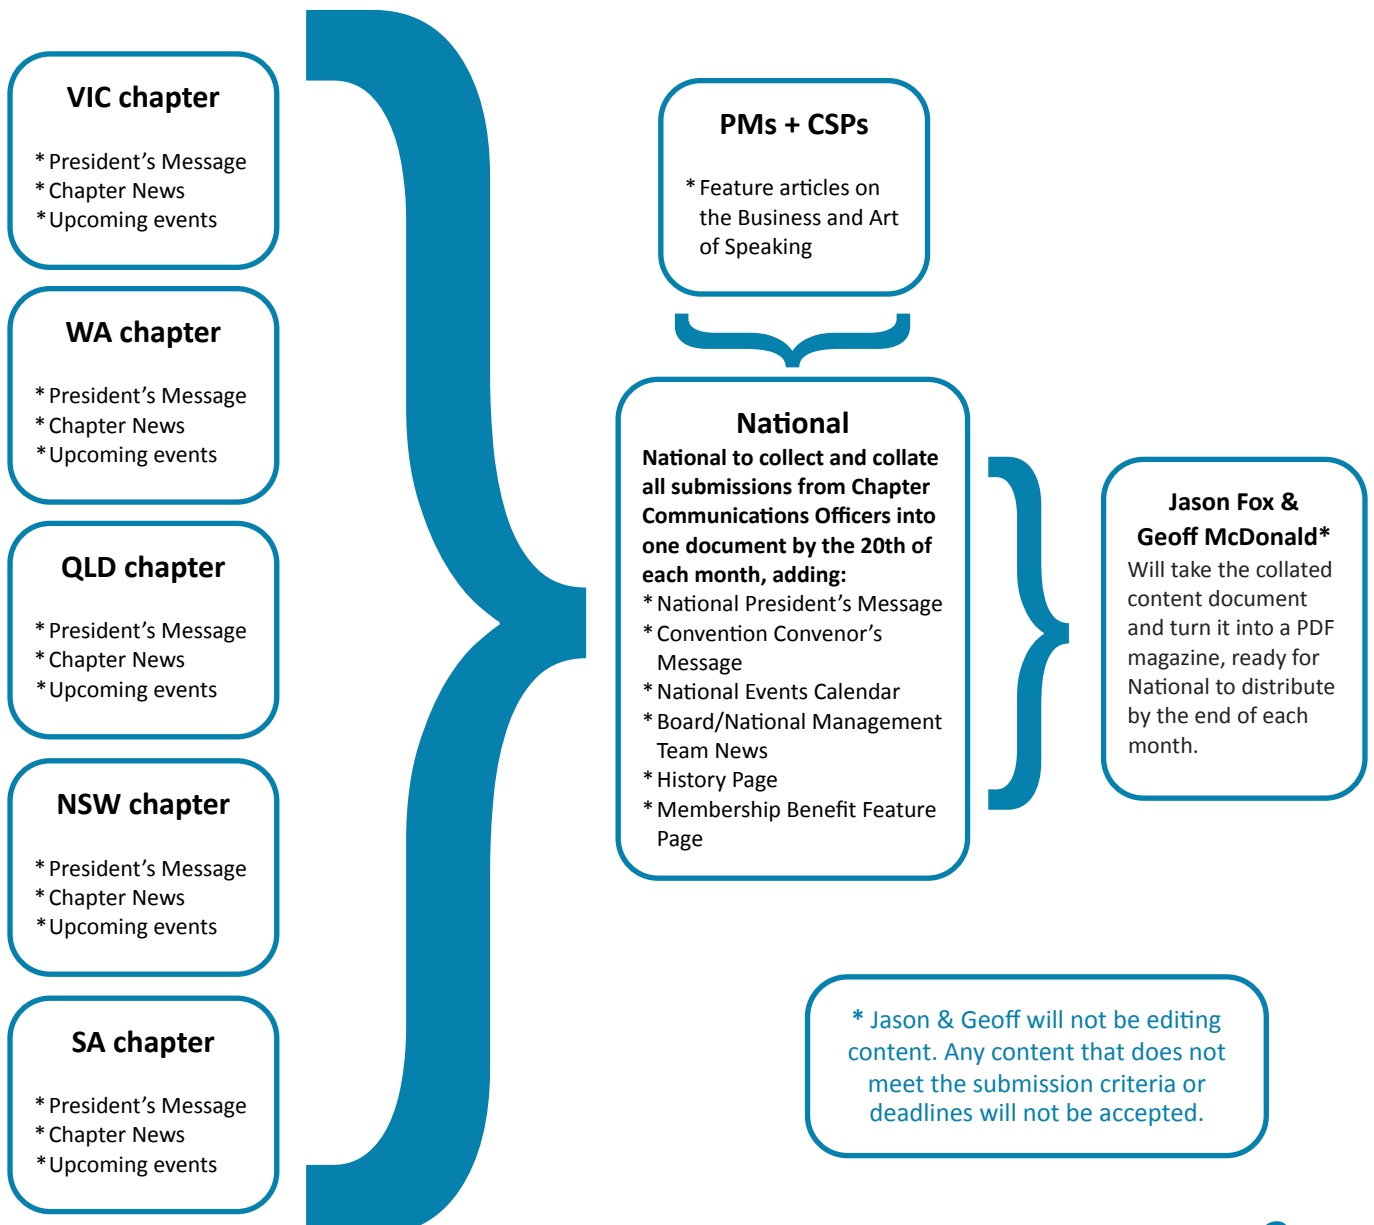 VIC chapter
* President’s Message
* Chapter News
* Upcoming events
WA chapter
* President’s Message
* Chapter News
* Upcoming events
QLD chapter
* President’s Message
* Chapter News
* Upcoming events
NSW chapter
* President’s Message
* Chapter News
* Upcoming events
SA chapter
* President’s Message
* Chapter News
* Upcoming events
PMs + CSPs
* Feature articles on
the Business and Art
of Speaking
National
National to collect and collate
all submissions from Chapter
Communications Officers into
one document by the 20th of
each month, adding:
* National President’s Message
* Convention Convenor’s
Message
* National Events Calendar
* Board/National Management
Team News
* History Page
* Membership Benefit Feature
Page
Jason Fox &
Geoff McDonald*
Will take the collated
content document
and turn it into a PDF
magazine, ready for
National to distribute
by the end of each
month.
* Jason & Geoff will not be editing
content. Any content that does not
meet the submission criteria or
deadlines will not be accepted.